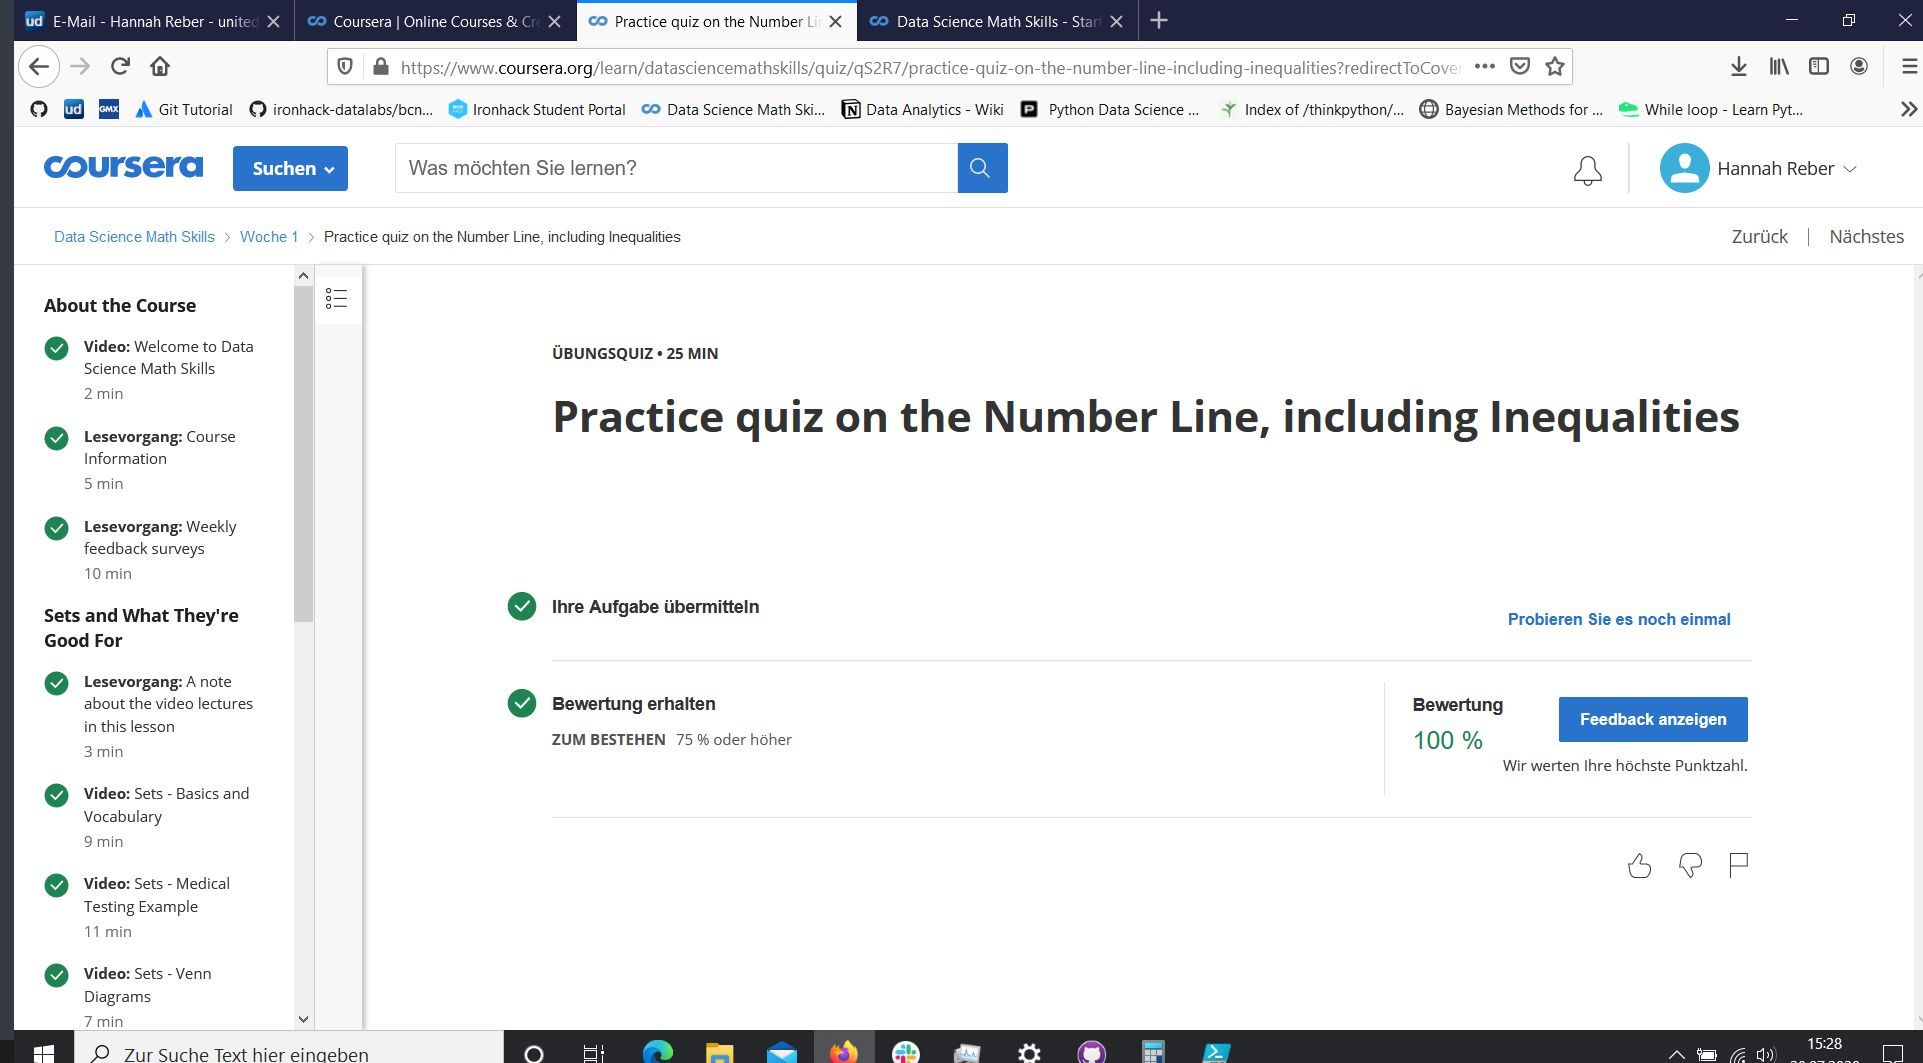 E-Mail - Hannah Reber - united
Coursera | Online Courses & Cre
Practice quiz on the Number Lin
Data Science Math Skills - Start
https://www.coursera.org/learn/datasciencemathskills/quiz/qS2R7/practice-quiz-on-the-number-line-including-inequalities?redirectToCover
ud
GMX
Git Tutorial
ironhack-datalabs/bcn...
Ironhack Student Portal
Data Science Math Ski...
Data Analytics - Wiki
Python Data Science ...
Index of /thinkpython/...
Bayesian Methods for ...
While loop - Learn Pyt...
coursera
Suchen
Was möchten Sie lernen?
Hannah Reber
Data Science Math Skills > Woche 1 > Practice quiz on the Number Line, including Inequalities
Zurück | Nächstes
About the Course
Video: Welcome to Data
Science Math Skills
2 min
Lesevorgang: Course
Information
5 min
Lesevorgang: Weekly
feedback surveys
10 min
Sets and What They're
Good For
Lesevorgang: A note
about the video lectures
in this lesson
3 min
Video: Sets - Basics and
Vocabulary
9 min
Video: Sets - Medical
Testing Example
11 min
Video: Sets - Venn
Diagrams
7 min
ÜBUNGSQUIZ • 25 MIN
Practice quiz on the Number Line, including Inequalities
Ihre Aufgabe übermitteln
Probieren Sie es noch einmal
Bewertung erhalten
ZUM BESTEHEN 75 % oder höher
Bewertung
100 %
Feedback anzeigen
Wir werten Ihre höchste Punktzahl.
Zur Suche Text hier eingeben
15:28